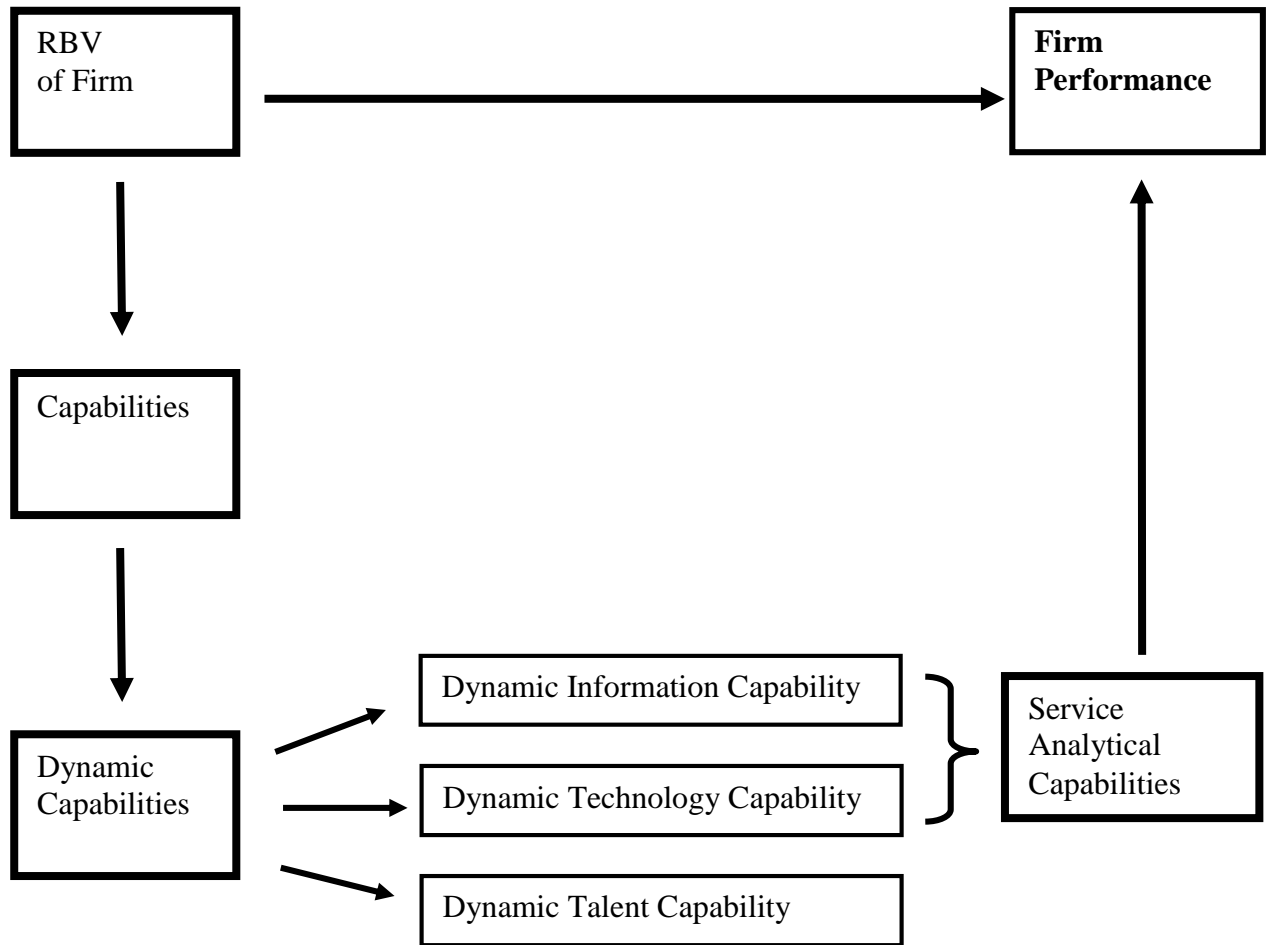 RBV
of Firm
Firm
Performance
Capabilities
Dynamic
Capabilities
Dynamic Information Capability
Dynamic Technology Capability
Dynamic Talent Capability
Service
Analytical
Capabilities